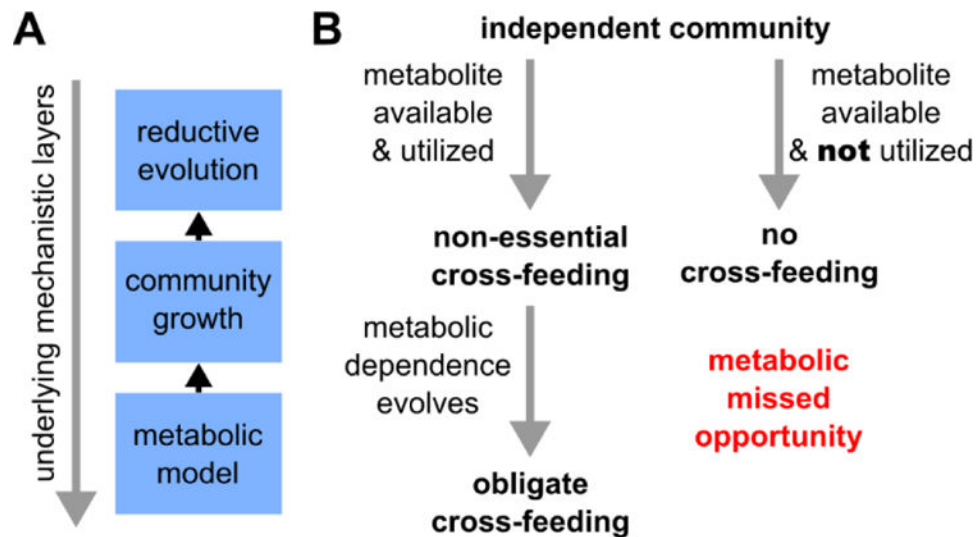 A
underlying mechanistic layers
reductive
evolution
community
growth
metabolic
model
B
independent community
metabolite
available
& utilized
metabolite
available
& not utilized
non-essential
cross-feeding
no
cross-feeding
metabolic
dependence
evolves
metabolic
missed
opportunity
obligate
cross-feeding